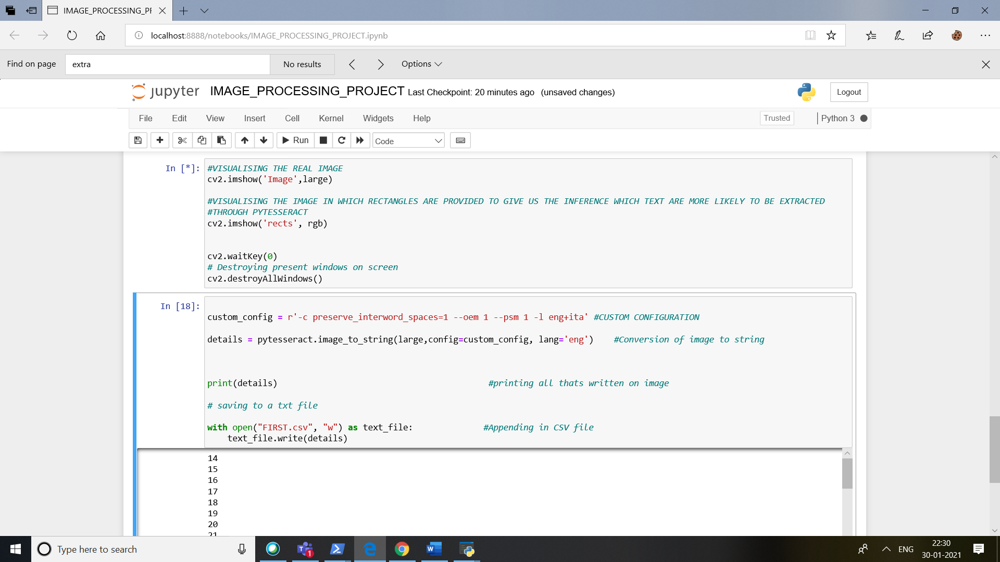 IMAGE_PROCESSING_PI
localhost:8888/notebooks/IMAGE_PROCESSING_PROJECT.ipynb
Find on page
extra
No results
Options
jupyter
IMAGE_PROCESSING_PROJECT Last Checkpoint: 20 minutes ago (unsaved changes)
Logout
File Edit View Insert Cell Kernel Widgets Help
Trusted
Python 3
Run
Code
In [*]:
#VISUALISING THE REAL IMAGE
cv2.imshow('Image',large)
#VISUALISING THE IMAGE IN WHICH RECTANGLES ARE PROVIDED TO GIVE US THE INFERENCE WHICH TEXT ARE MORE LIKELY TO BE EXTRACTED
#THROUGH PYTESSERACT
cv2.imshow('rects', rgb)
cv2.waitKey(0)
# Destroying present windows on screen
cv2.destroyAllWindows()
In [18]:
custom_config = r'-c preserve_interword_spaces=1 --oem 1 --psm 1 -l eng+ita' #CUSTOM CONFIGURATION
details = pytesseract.image_to_string(large,config=custom_config, lang='eng') #Conversion of image to string
print(details) #printing all thats written on image
# saving to a txt file
with open("FIRST.csv", "w") as text_file: #Appending in CSV file
text_file.write(details)
14
15
16
17
18
19
20
21
Type here to search
1
ENG
22:30
30-01-2021